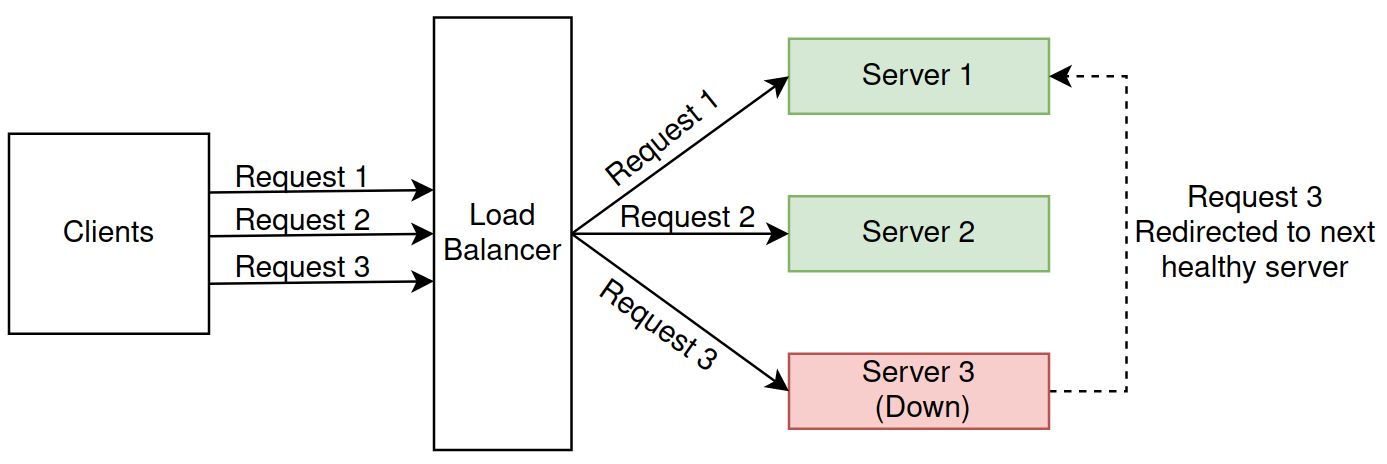 Clients
Request 1
Request 2
Request 3
Load
Balancer
Request 1
Request 2
Request 3
Server 1
Server 2
Server 3
(Down)
Request 3
Redirected to next
healthy server